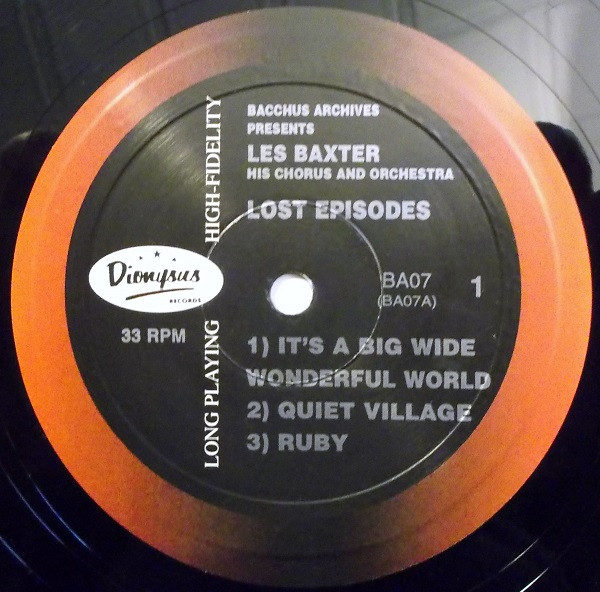 BACCHUS ARCHIVES
PRESENTS
LES BAXTER
HIS CHORUS AND ORCHESTRA
LOST EPISODES
LONG PLAYING HIGH-FIDELITY
Dionysus
RECORDS
33 RPM
BA07
(BA07A)
1
1) IT'S A BIG WIDE
WONDERFUL WORLD
2) QUIET VILLAGE
3) RUBY